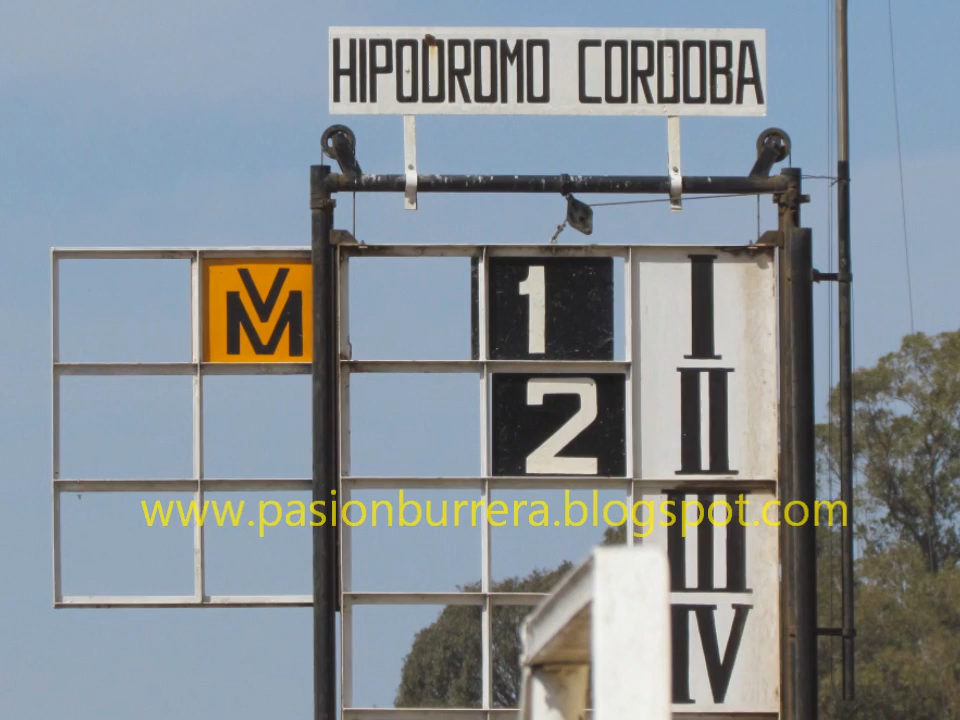 HIPODROMO CORDOBA
VM 1 I
2 II
www.pasionburrera.blogspot.com
III
IV